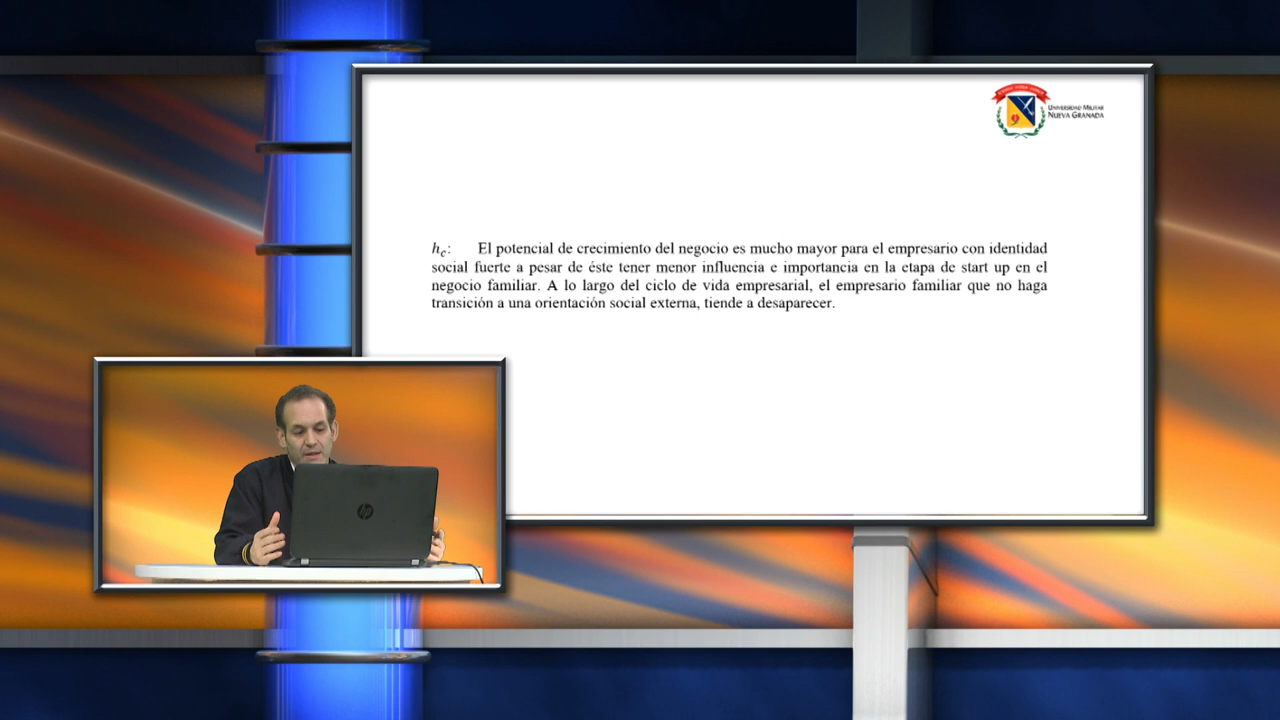 UNIVERSIDAD MILITAR
NUEVA GRANADA
h_c: El potencial de crecimiento del negocio es mucho mayor para el empresario con identidad
social fuerte a pesar de éste tener menor influencia e importancia en la etapa de start up en el
negocio familiar. A lo largo del ciclo de vida empresarial, el empresario familiar que no haga
transición a una orientación social externa, tiende a desaparecer.
hp